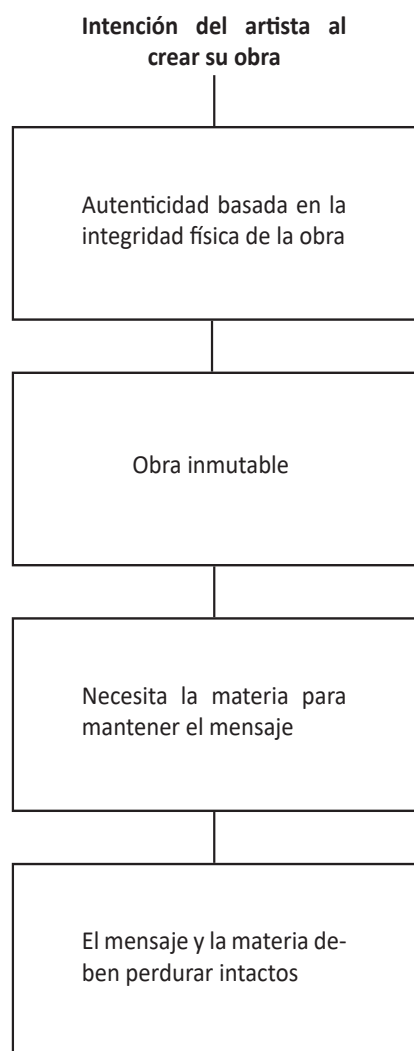 Intención del artista al
crear su obra
Autenticidad basada en la
integridad física de la obra
Obra inmutable
Necesita la materia para
mantener el mensaje
El mensaje y la materia de-
ben perdurar intactos